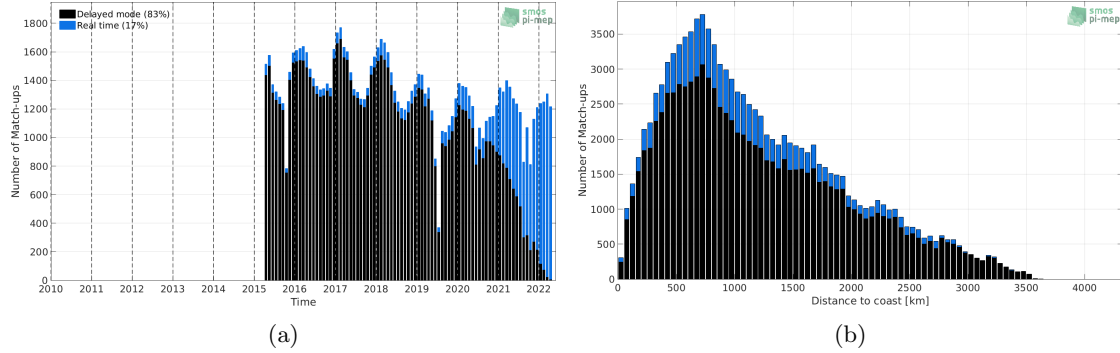 Delayed mode (83%)
Real time (17%)
smos
pi-mep
Number of Match-ups
1800
1600
1400
1200
1000
800
600
400
200
0
2010 2011 2012 2013 2014 2015 2016 2017 2018 2019 2020 2021 2022
Time
(a)
smos
pi-mep
Number of Match-ups
3500
3000
2500
2000
1500
1000
500
0
0 500 1000 1500 2000 2500 3000 3500 4000
Distance to coast [km]
(b)